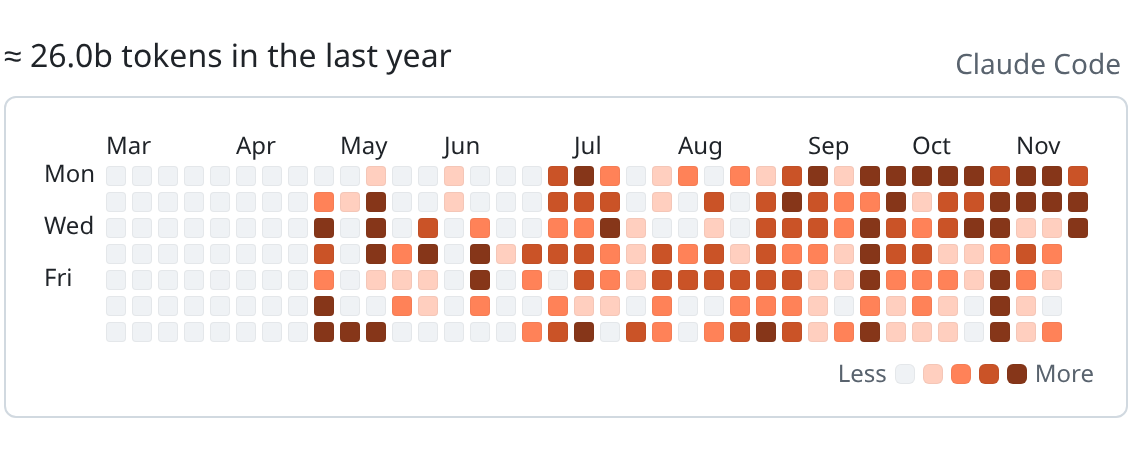 ≈ 26.0b tokens in the last year
Claude Code
Mar Apr May Jun Jul Aug Sep Oct Nov
Mon
Wed
Fri
Less More